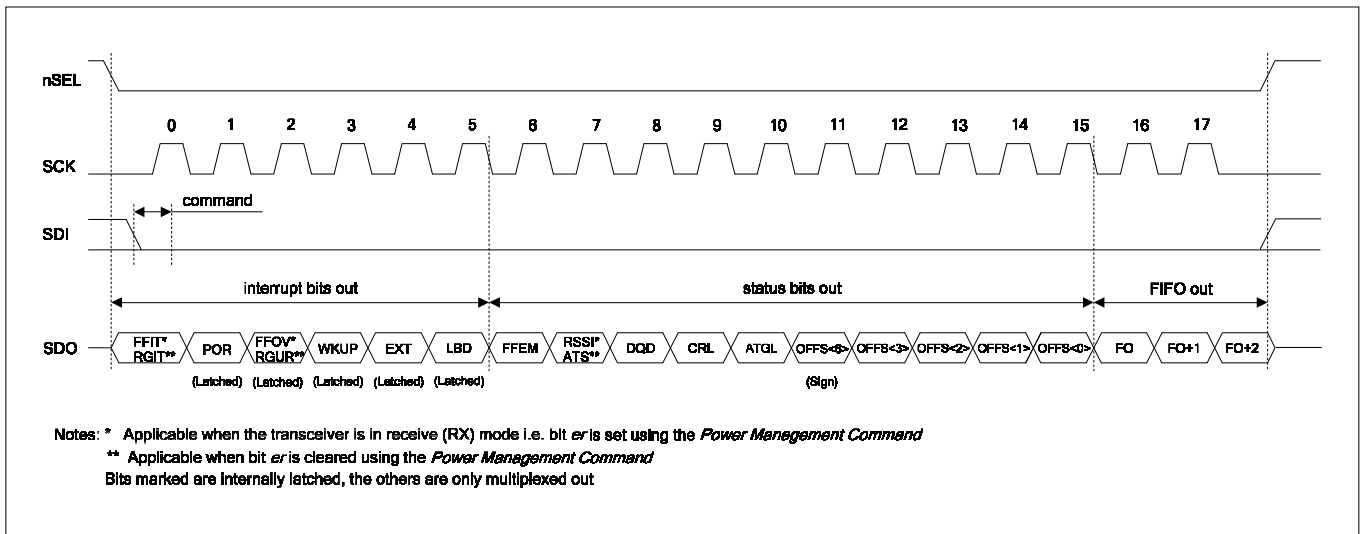 nSEL
0 1 2 3 4 5 6 7 8 9 10 11 12 13 14 15 16 17
SCK
command
SDI
interrupt bits out status bits out FIFO out
SDO
FFIT* RGIT** POR FFOV* RGUR** WKUP EXT LBD FFEM RSSI* ATS** DQD CRL ATGL OFFS<6> OFFS<3> OFFS<2> OFFS<1> OFFS<0> FO FO+1 FO+2
(Latched) (Latched) (Latched) (Latched) (Latched) (Sign)
Notes: * Applicable when the transceiver is in receive (RX) mode i.e. bit er is set using the Power Management Command
** Applicable when bit er is cleared using the Power Management Command
Bits marked are internally latched, the others are only multiplexed out